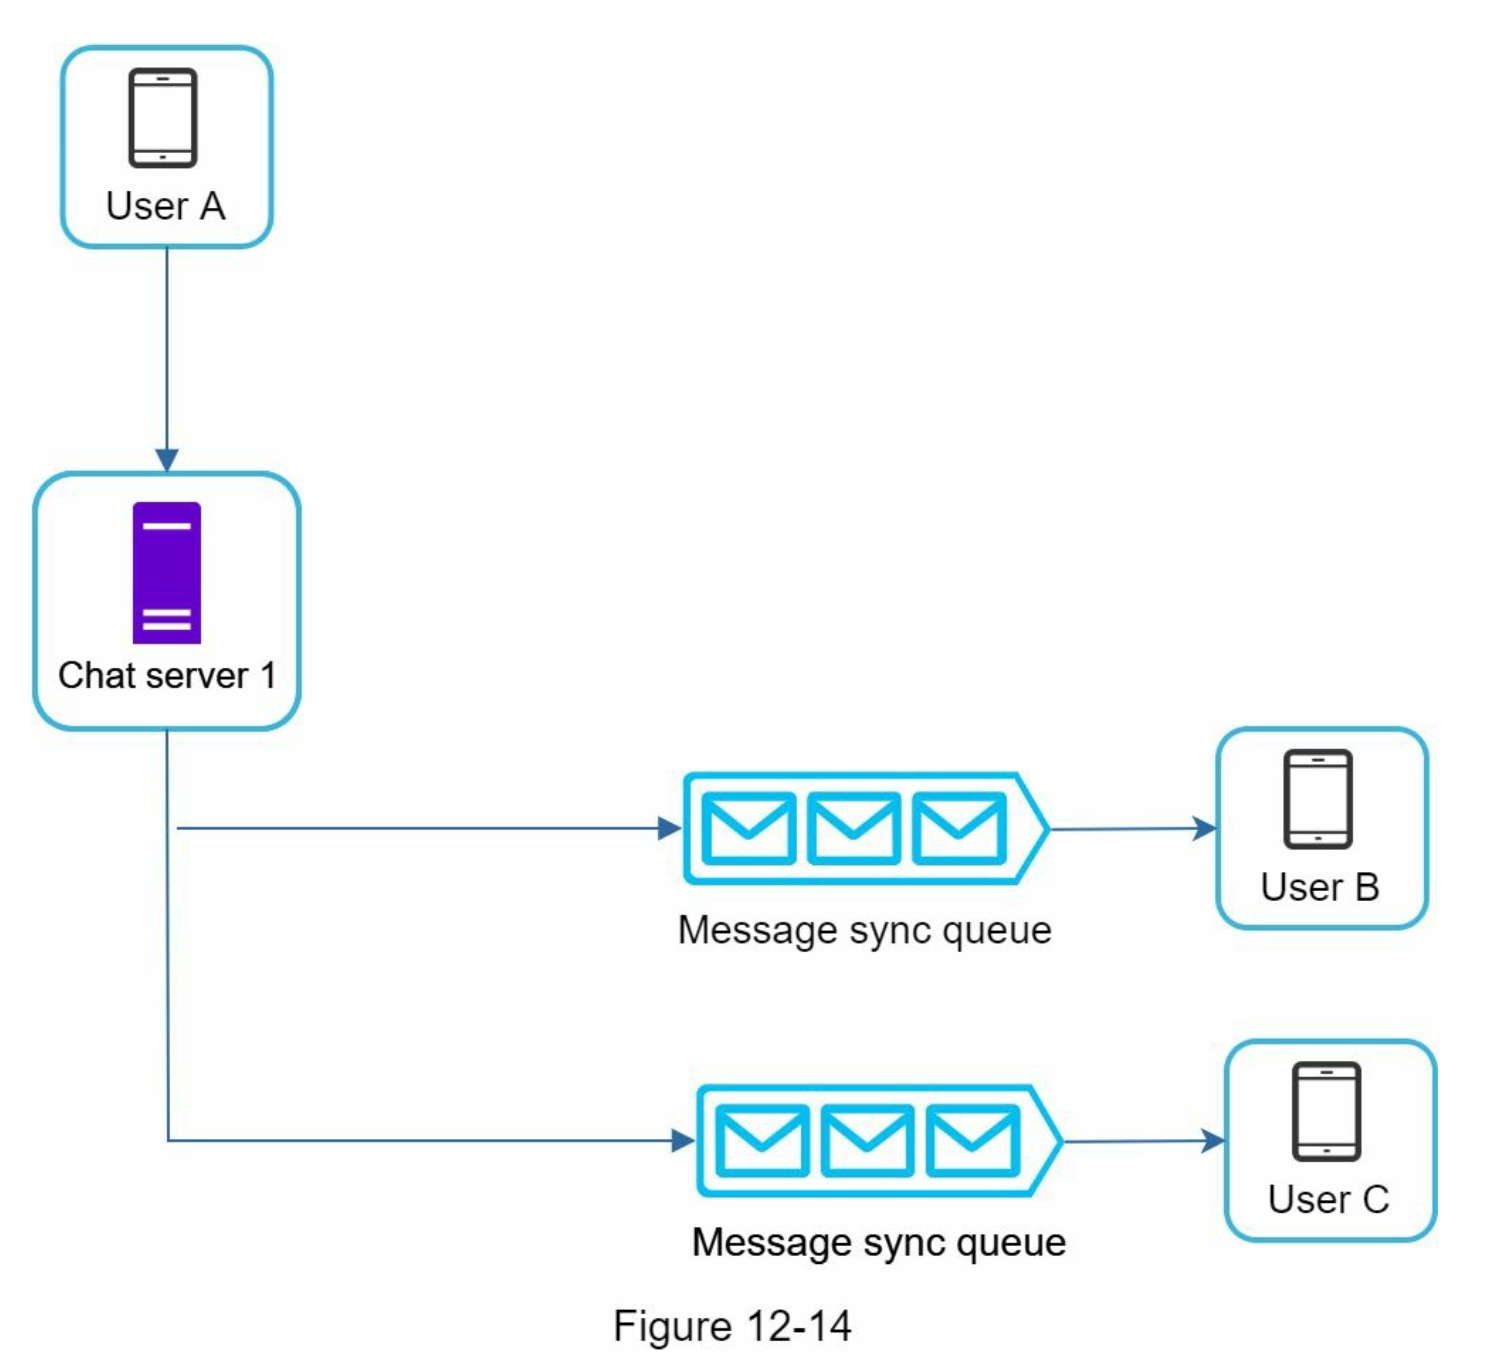 User A
Chat server 1
User B
Message sync queue
User C
Message sync queue
Figure 12-14